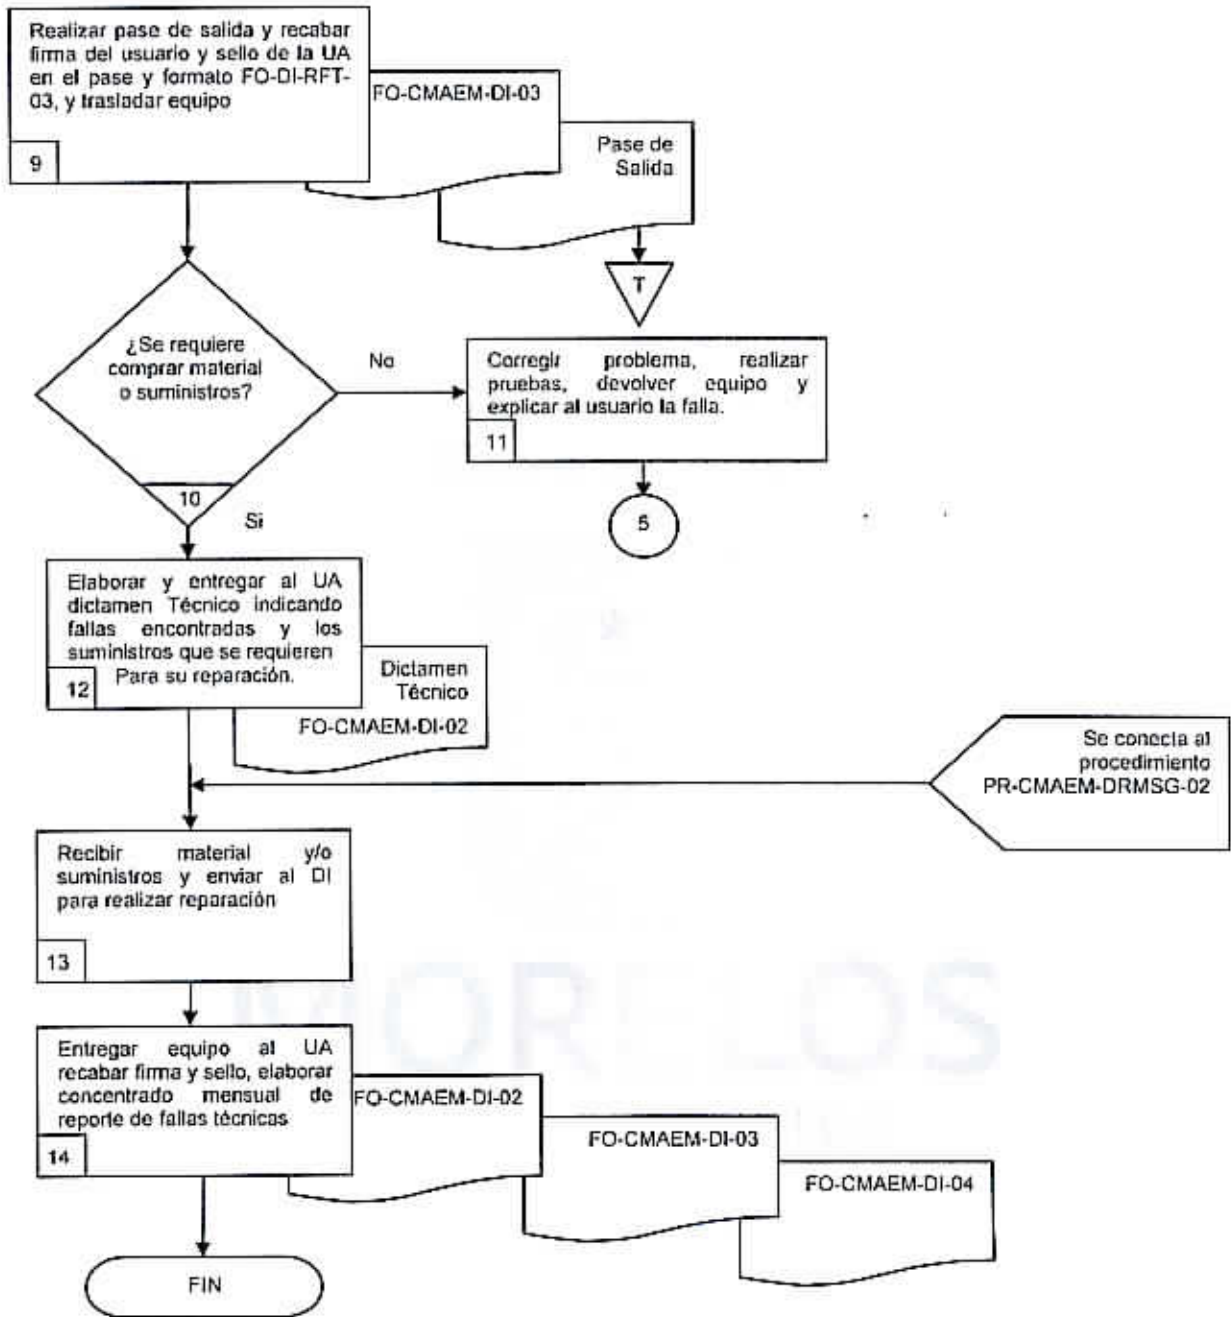 Realizar pase de salida y recabar
firma del usuario y sello de la UA
en el pase y formato FO-DI-RFT-
03, y trasladar equipo
9
FO-CMAEM-DI-03
Pase de
Salida
T
¿Se requiere
comprar material
o suministros?
10
No
Si
Corregir problema, realizar
pruebas, devolver equipo y
explicar al usuario la falla.
11
5
Elaborar y entregar al UA
dictamen Técnico indicando
fallas encontradas y los
suministros que se requieren
Para su reparación.
12
Dictamen
Técnico
FO-CMAEM-DI-02
Se conecta al
procedimiento
PR-CMAEM-DRMSG-02
Recibir material y/o
suministros y enviar al DI
para realizar reparación
13
MORELOS
Entregar equipo al UA
recabar firma y sello, elaborar
concentrado mensual de
reporte de fallas técnicas
14
FO-CMAEM-DI-02
FO-CMAEM-DI-03
FO-CMAEM-DI-04
FIN